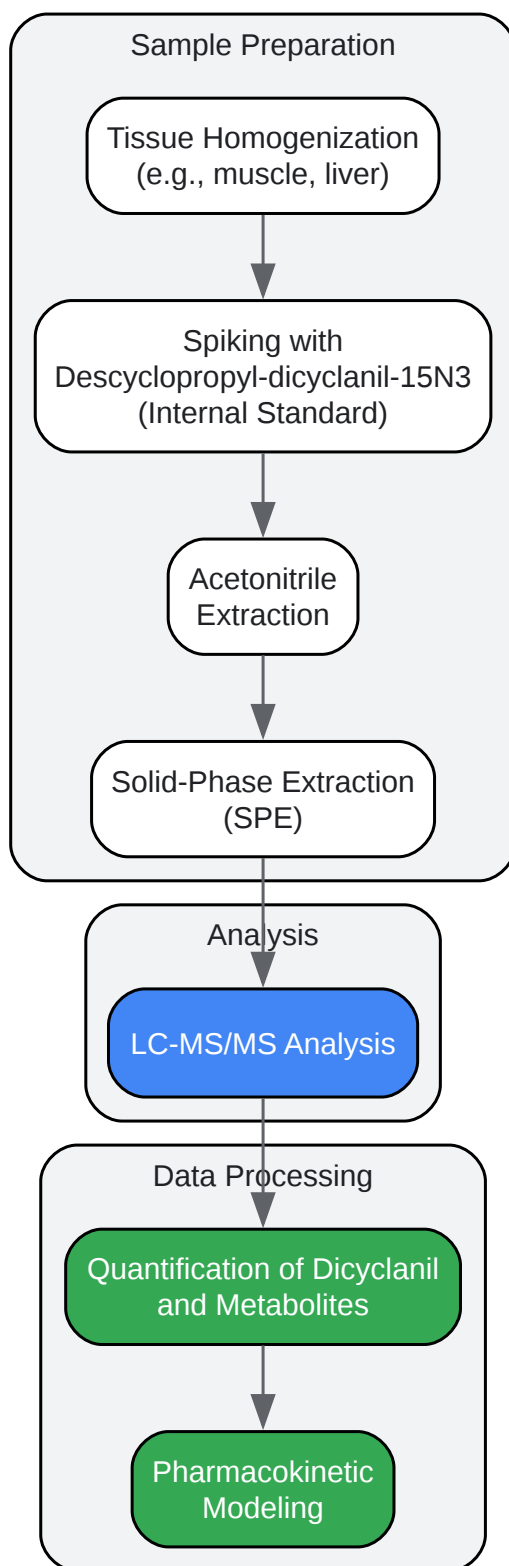 Sample Preparation
Tissue Homogenization
(e.g., muscle, liver)
Spiking with
Descyclopropyl-dicyclanil-15N3
(Internal Standard)
Acetonitrile
Extraction
Solid-Phase Extraction
(SPE)
Analysis
LC-MS/MS Analysis
Data Processing
Quantification of Dicyclanil
and Metabolites
Pharmacokinetic
Modeling